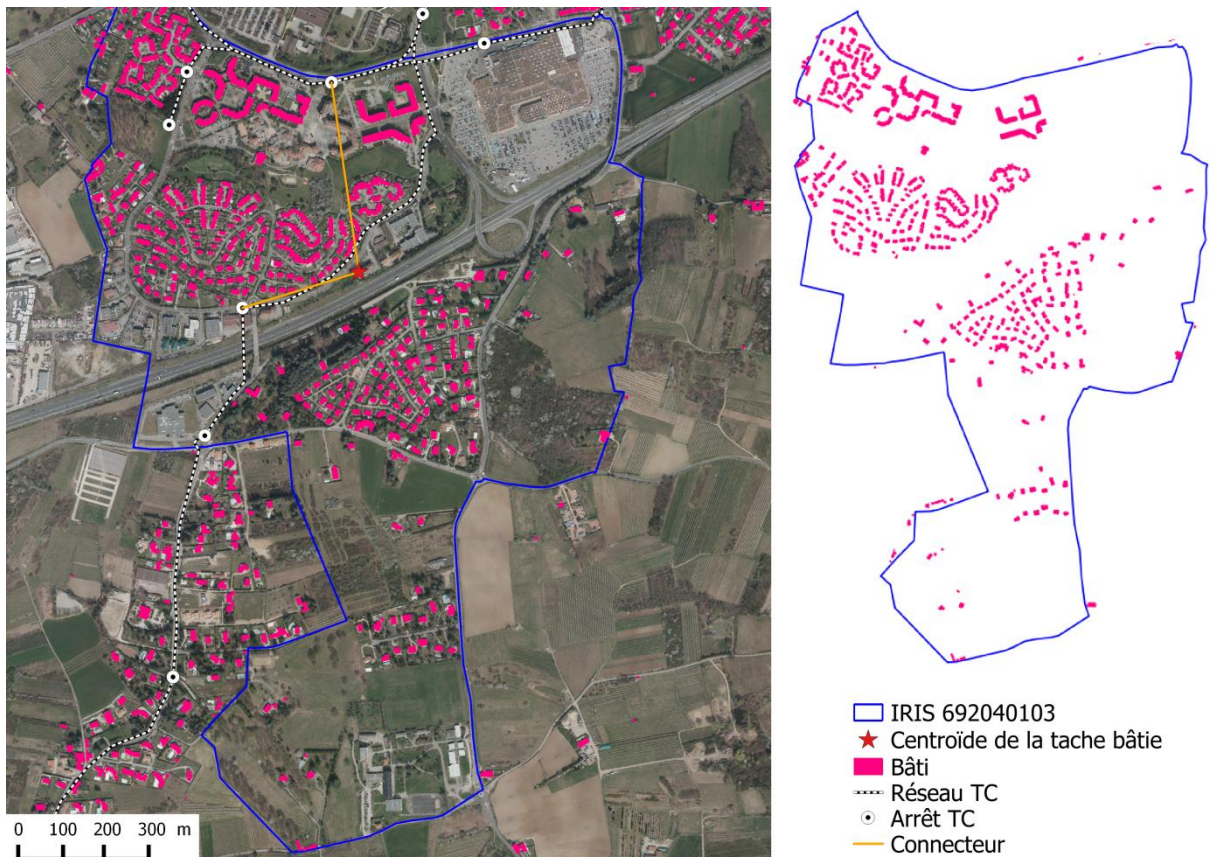 0 100 200 300 m
IRIS 692040103
Centroïde de la tache bâtie
Bâti
Réseau TC
Arrêt TC
Connecteur